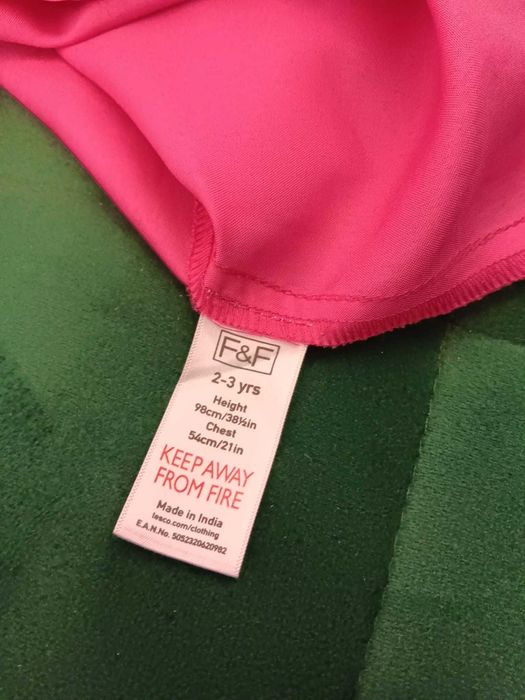 F&F
2-3 yrs
Height
98cm/38½in
Chest
54cm/21in
KEEP AWAY
FROM FIRE
Made in India
tesco.com/clothing
E.A.N.No. 5052320620982